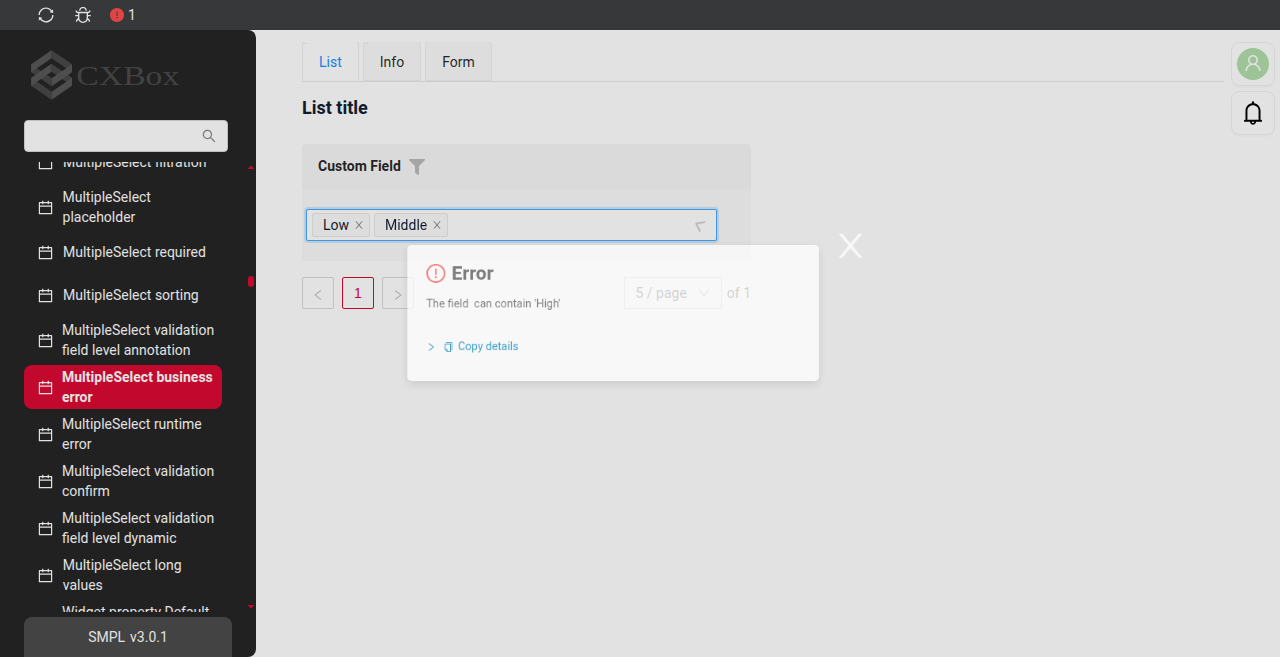 1
CXBox
MultipleSelect filtration
MultipleSelect
placeholder
MultipleSelect required
MultipleSelect sorting
MultipleSelect validation
field level annotation
MultipleSelect business
error
MultipleSelect runtime
error
MultipleSelect validation
confirm
MultipleSelect validation
field level dynamic
MultipleSelect long
values
Widget property Default
SMPL v3.0.1
List Info Form
List title
Custom Field
Low Middle
Error
The field can contain 'High'
Copy details
1 5 / page of 1